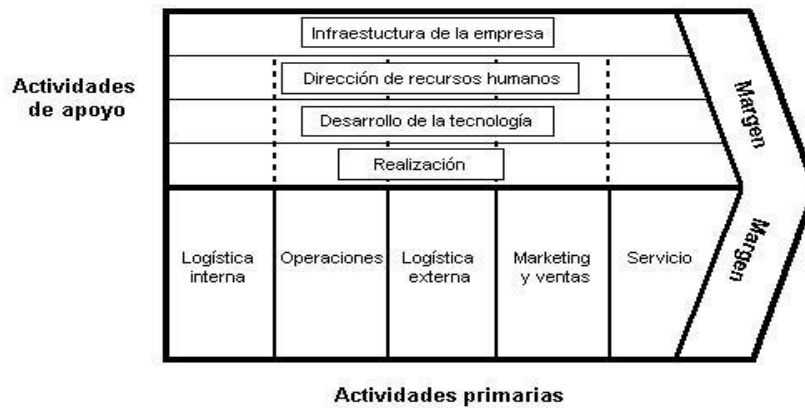 Infraestuctura de la empresa
Dirección de recursos humanos
Desarrollo de la tecnología
Realización
Actividades
de apoyo
Margen
Margen
Logística
interna
Operaciones
Logística
externa
Marketing
y ventas
Servicio
Actividades primarias